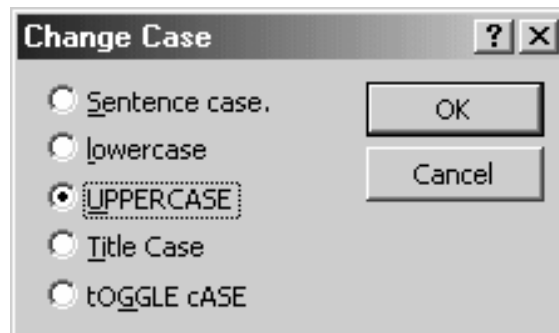 Change Case
Sentence case.
OK
lowercase
UPPERCASE
Cancel
Title Case
tOGGLE cASE